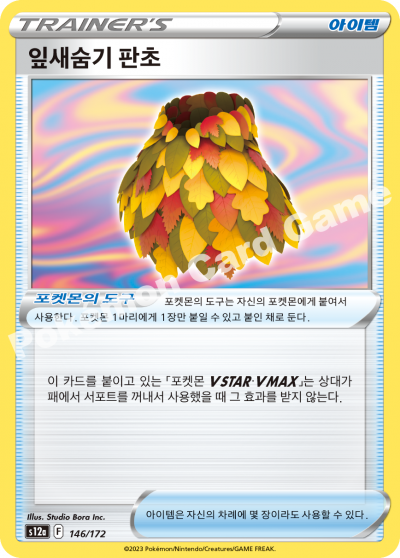 TRAINER'S
아이템
잎새숨기 판초
Pokémon Card Game
포켓몬의 도구 포켓몬의 도구는 자신의 포켓몬에게 붙여서
사용한다. 포켓몬 1마리에게 1장만 붙일 수 있고 붙인 채로 둔다.
이 카드를 붙이고 있는 「포켓몬 VSTAR·VMAX」는 상대가
패에서 서포트를 꺼내서 사용했을 때 그 효과를 받지 않는다.
Illus. Studio Bora Inc.
s12a F 146/172
아이템은 자신의 차례에 몇 장이라도 사용할 수 있다.
©2023 Pokémon/Nintendo/Creatures/GAME FREAK.